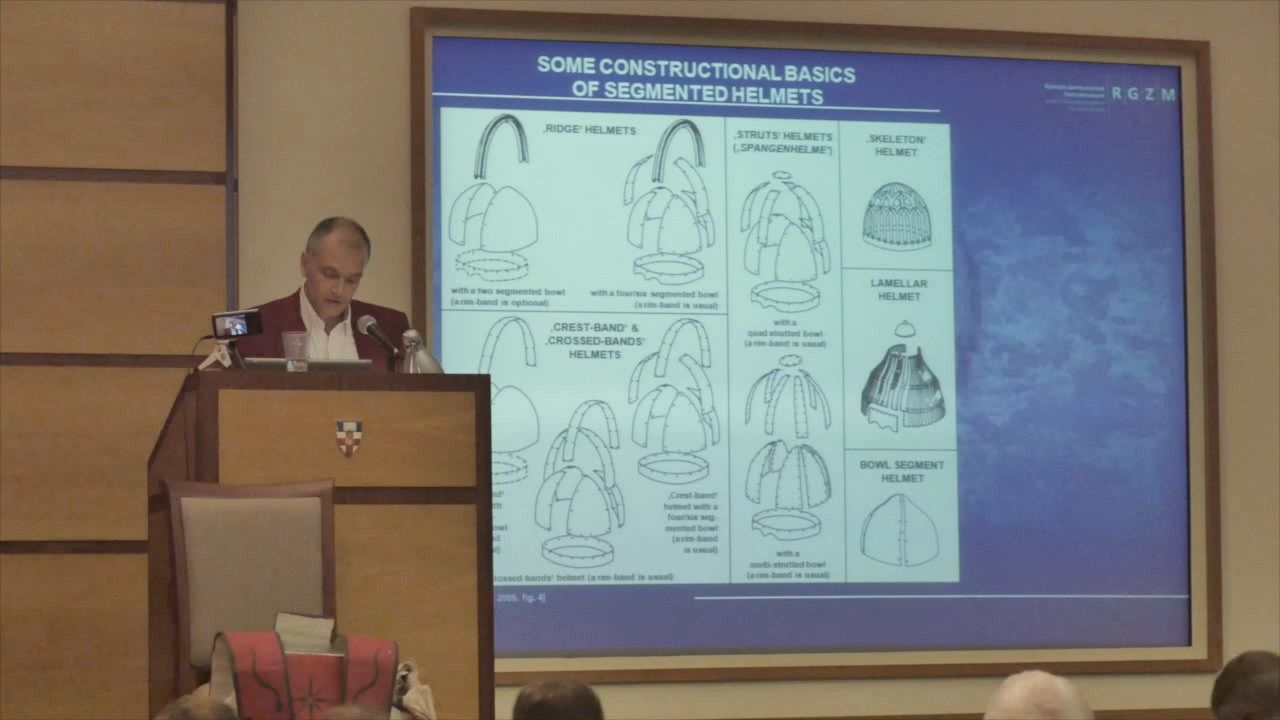 SOME CONSTRUCTIONAL BASICS
OF SEGMENTED HELMETS
RGZM
‚RIDGE' HELMETS
with a two segmented bowl
(a rim-band is optional)
with a four/six segmented bowl
(a rim-band is usual)
‚CREST-BAND' &
‚CROSSED-BANDS'
HELMETS
‚Crest-band'
helmet with a
four/six seg-
mented bowl
(a rim-band
is usual)
rossed-bands' helmet (a rim-band is usual)
‚STRUTS' HELMETS
(‚SPANGENHELME')
with a
quad strutted bowl
(a rim-band is usual)
with a
multi-strutted bowl
(a rim-band is usual)
‚SKELETON'
HELMET
LAMELLAR
HELMET
BOWL SEGMENT
HELMET
2009, fig. 4]